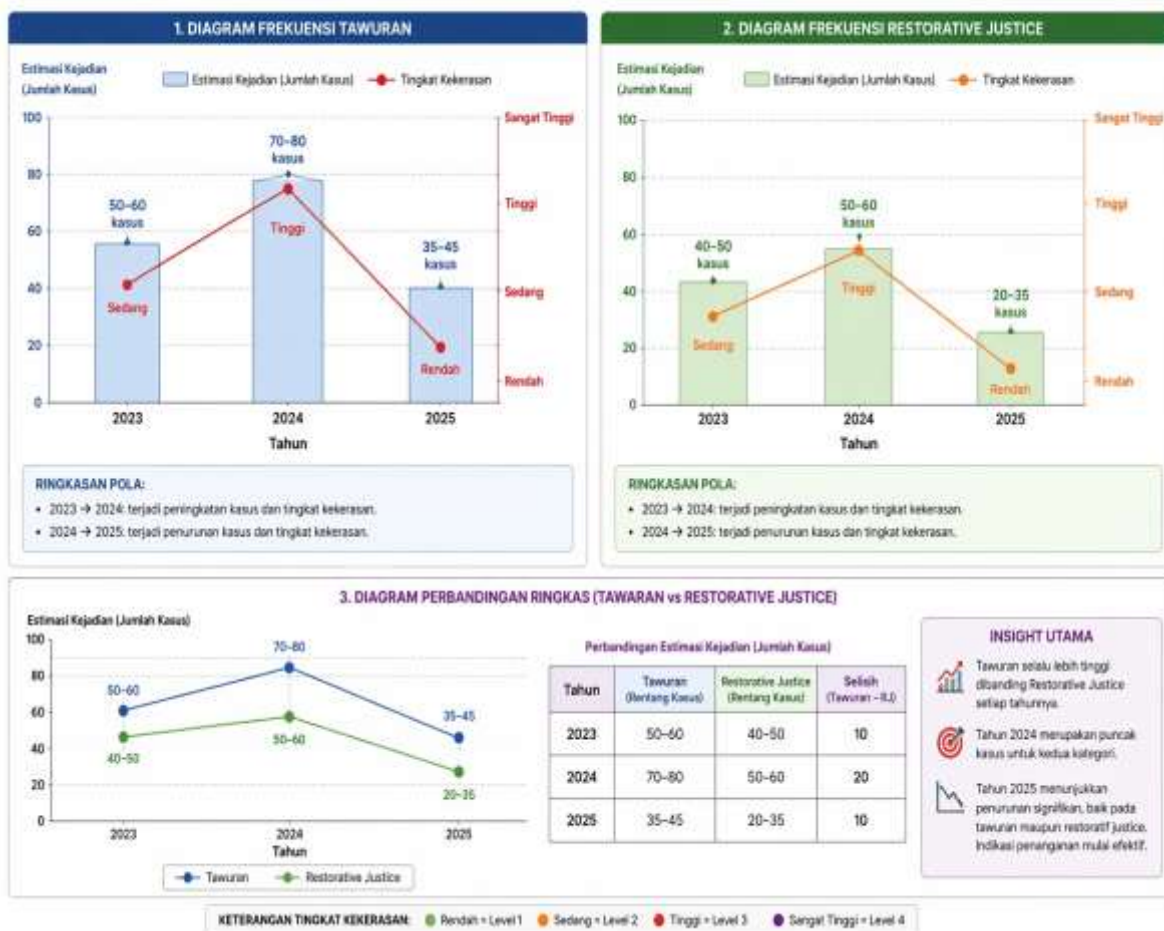 1. DIAGRAM FREKUENSI TAWURAN
Estimasi Kejadian
(Jumlah Kasus)
Estimasi Kejadian (Jumlah Kasus)
Tingkat Kekerasan
100
80
60
40
20
0
Sangat Tinggi
Tinggi
Sedang
Rendah
50–60
kasus
70–80
kasus
35–45
kasus
Sedang
Tinggi
Rendah
2023
2024
2025
Tahun
RINGKASAN POLA:
• 2023 → 2024: terjadi peningkatan kasus dan tingkat kekerasan.
• 2024 → 2025: terjadi penurunan kasus dan tingkat kekerasan.
2. DIAGRAM FREKUENSI RESTORATIVE JUSTICE
Estimasi Kejadian
(Jumlah Kasus)
Estimasi Kejadian (Jumlah Kasus)
Tingkat Kekerasan
100
80
60
40
20
0
Sangat Tinggi
Tinggi
Sedang
Rendah
40–50
kasus
50–60
kasus
20–35
kasus
Sedang
Tinggi
Rendah
2023
2024
2025
Tahun
RINGKASAN POLA:
• 2023 → 2024: terjadi peningkatan kasus dan tingkat kekerasan.
• 2024 → 2025: terjadi penurunan kasus dan tingkat kekerasan.
3. DIAGRAM PERBANDINGAN RINGKAS (TAWARAN vs RESTORATIVE JUSTICE)
Estimasi Kejadian (Jumlah Kasus)
100
80
60
40
20
0
50–60
70–80
35–45
40–50
50–60
20–35
2023
2024
2025
Tahun
Tawuran
Restorative Justice
Perbandingan Estimasi Kejadian (Jumlah Kasus)
Tahun
Tawuran
(Rentang Kasus)
Restorative Justice
(Rentang Kasus)
Selisih
(Tawuran – RJ)
2023 50–60 40–50 10
2024 70–80 50–60 20
2025 35–45 20–35 10
INSIGHT UTAMA
Tawuran selalu lebih tinggi
dibanding Restorative Justice
setiap tahunnya.
Tahun 2024 merupakan puncak
kasus untuk kedua kategori.
Tahun 2025 menunjukkan
penurunan signifikan, baik pada
tawuran maupun restoratif justice.
Indikasi penanganan mulai efektif.
KETERANGAN TINGKAT KEKERASAN: Rendah = Level 1 Sedang = Level 2 Tinggi = Level 3 Sangat Tinggi = Level 4